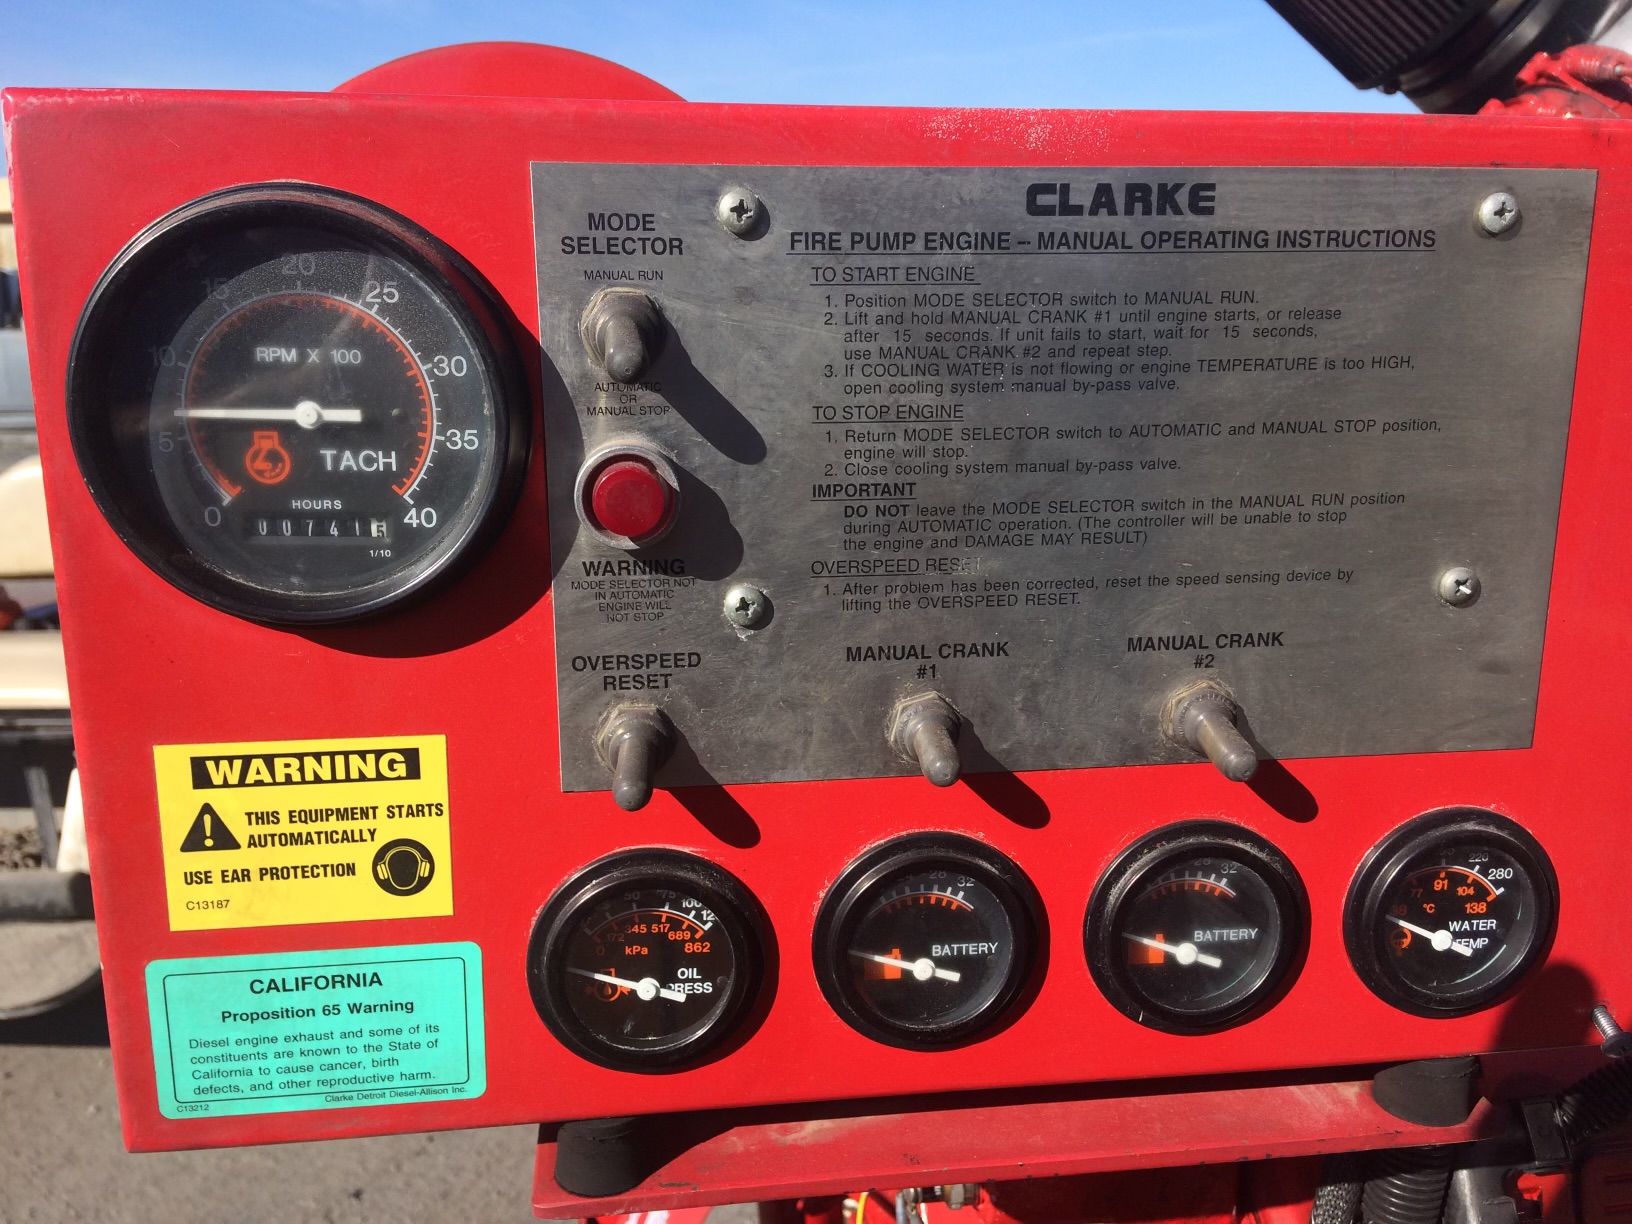 CLARKE
FIRE PUMP ENGINE -- MANUAL OPERATING INSTRUCTIONS
TO START ENGINE
1. Position MODE SELECTOR switch to MANUAL RUN.
2. Lift and hold MANUAL CRANK #1 until engine starts, or release
after 15 seconds. If unit fails to start, wait for 15 seconds,
use MANUAL CRANK #2 and repeat step.
3. If COOLING WATER is not flowing or engine TEMPERATURE is too HIGH,
open cooling system manual by-pass valve.
TO STOP ENGINE
1. Return MODE SELECTOR switch to AUTOMATIC and MANUAL STOP position,
engine will stop.
2. Close cooling system manual by-pass valve.
IMPORTANT
DO NOT leave the MODE SELECTOR switch in the MANUAL RUN position
during AUTOMATIC operation. (The controller will be unable to stop
the engine and DAMAGE MAY RESULT)
OVERSPEED RESET
1. After problem has been corrected, reset the speed sensing device by
lifting the OVERSPEED RESET.
MODE
SELECTOR
MANUAL RUN
AUTOMATIC
OR
MANUAL STOP
WARNING
MODE SELECTOR NOT
IN AUTOMATIC
ENGINE WILL
NOT STOP
OVERSPEED
RESET
MANUAL CRANK
#1
MANUAL CRANK
#2
0 5 10 15 20 25 30 35 40
RPM X 100
TACH
HOURS
007415
1/10
WARNING
THIS EQUIPMENT STARTS
AUTOMATICALLY
USE EAR PROTECTION
C13187
CALIFORNIA
Proposition 65 Warning
Diesel engine exhaust and some of its
constituents are known to the State of
California to cause cancer, birth
defects, and other reproductive harm.
Clarke Detroit Diesel-Allison Inc.
C13212
50 75 100
0 172 345 517 689 862
kPa
OIL
PRESS
28 32
BATTERY
28 32
BATTERY
220 280
77 91 104 138
°C
WATER
TEMP